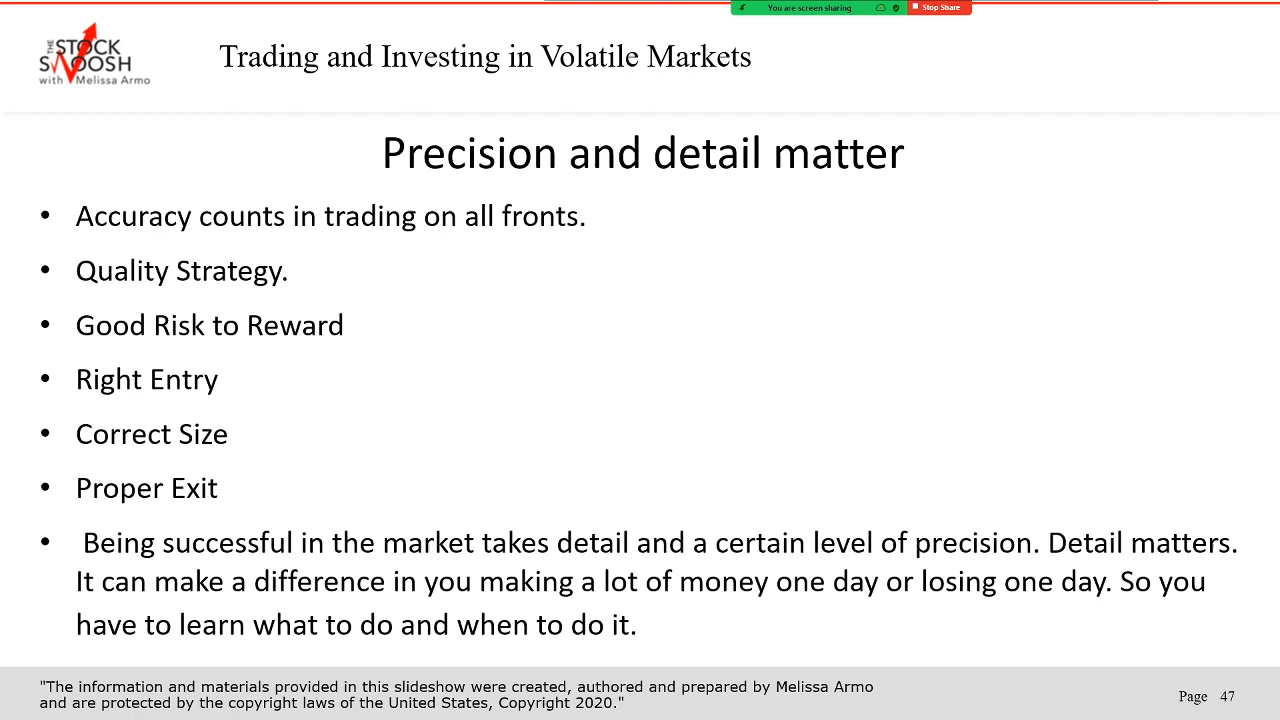 You are screen sharing
Stop Share
THE STOCK
SWOOSH
with Melissa Armo
Trading and Investing in Volatile Markets
Precision and detail matter
• Accuracy counts in trading on all fronts.
• Quality Strategy.
• Good Risk to Reward
• Right Entry
• Correct Size
• Proper Exit
• Being successful in the market takes detail and a certain level of precision. Detail matters.
It can make a difference in you making a lot of money one day or losing one day. So you
have to learn what to do and when to do it.
"The information and materials provided in this slideshow were created, authored and prepared by Melissa Armo
and are protected by the copyright laws of the United States, Copyright 2020."
Page 47